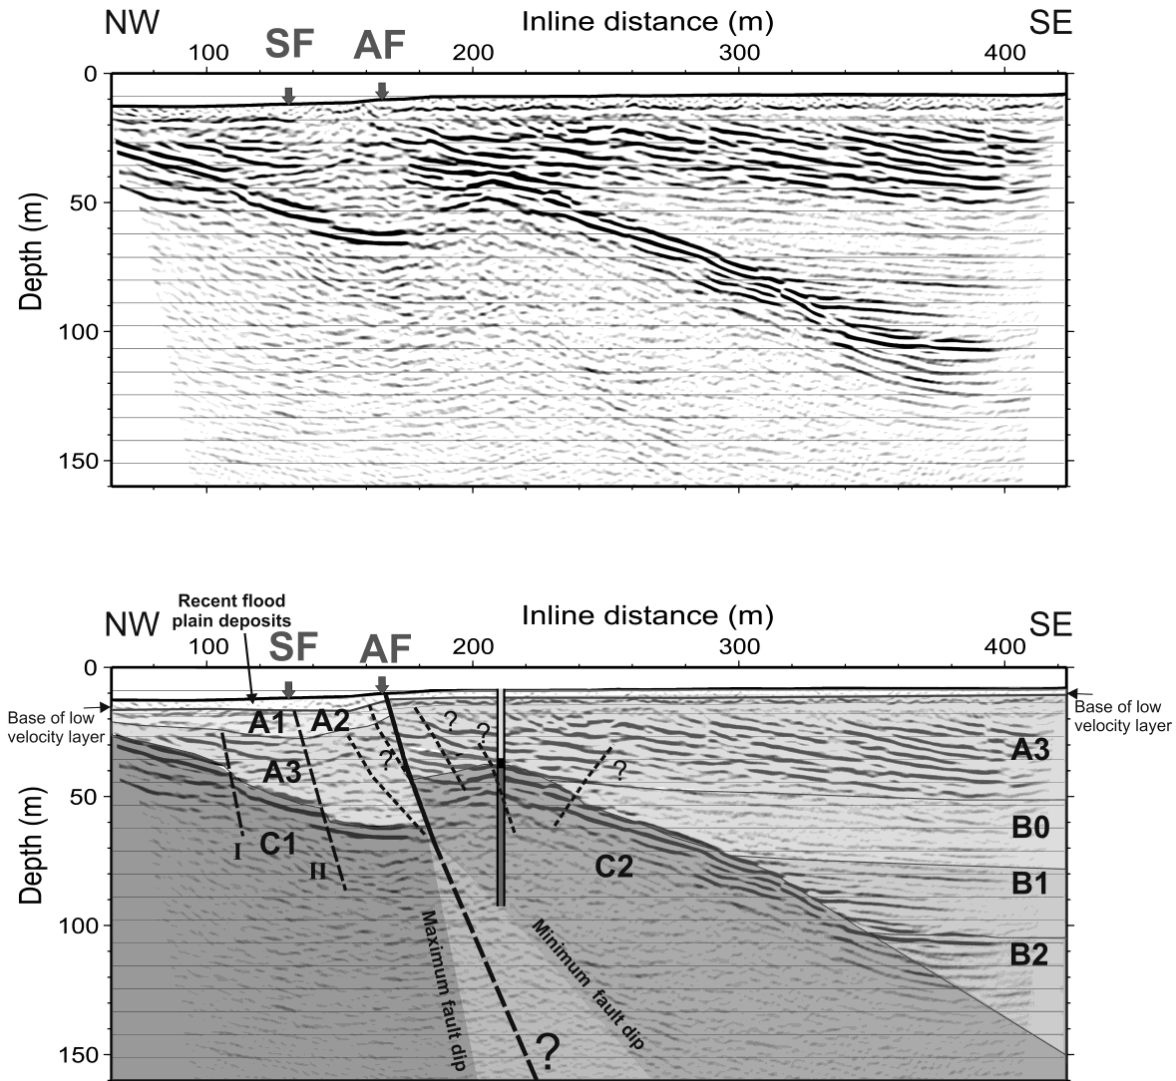 NW Inline distance (m) SE
SF AF
100 200 300 400
0
50
100
150
Depth (m)
Recent flood
plain deposits
NW Inline distance (m) SE
SF AF
100 200 300 400
0
50
100
150
Depth (m)
Base of low
velocity layer
Base of low
velocity layer
A1 A2
? ?
A3 ? ? A3
B0
C1
I II
C2
B1
B2
Maximum fault dip
Minimum fault dip
?